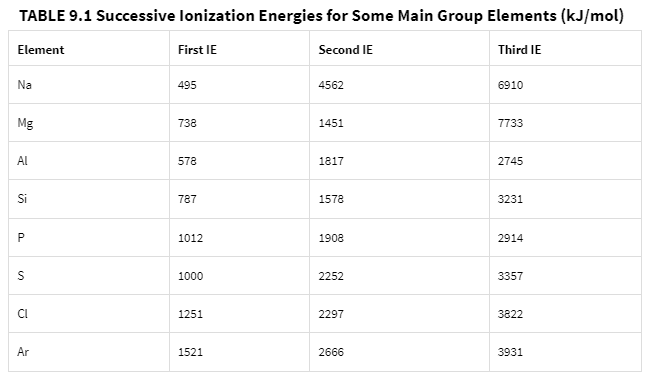 TABLE 9.1 Successive Ionization Energies for Some Main Group Elements (kJ/mol)
Element First IE Second IE Third IE
Na 495 4562 6910
Mg 738 1451 7733
Al 578 1817 2745
Si 787 1578 3231
P 1012 1908 2914
S 1000 2252 3357
Cl 1251 2297 3822
Ar 1521 2666 3931